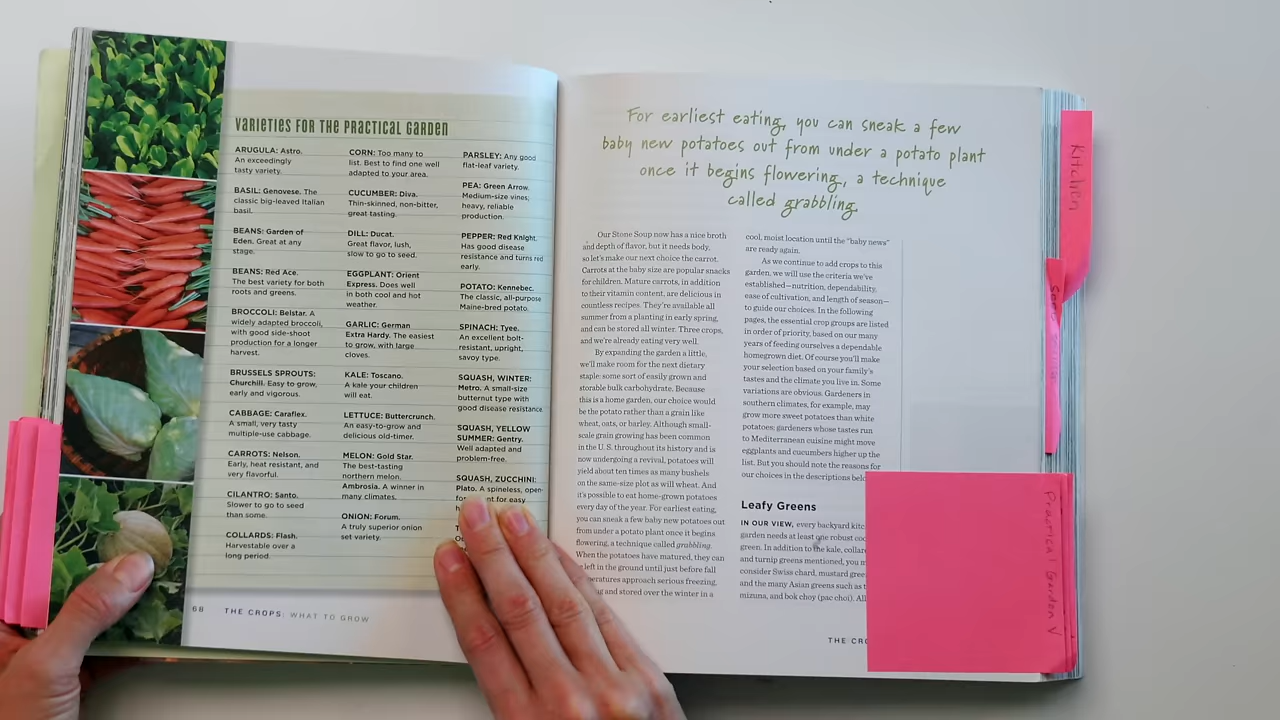 VARIETIES FOR THE PRACTICAL GARDEN
ARUGULA: Astro.
An exceedingly
tasty variety.
BASIL: Genovese. The
classic big-leaved Italian
basil.
BEANS: Garden of
Eden. Great at any
stage.
BEANS: Red Ace.
The best variety for both
roots and greens.
BROCCOLI: Belstar. A
widely adapted broccoli,
with good side-shoot
production for a longer
harvest.
BRUSSELS SPROUTS:
Churchill. Easy to grow,
early and vigorous.
CABBAGE: Caraflex.
A small, very tasty
multiple-use cabbage.
CARROTS: Nelson.
Early, heat resistant, and
very flavorful.
CILANTRO: Santo.
Slower to go to seed
than some.
COLLARDS: Flash.
Harvestable over a
long period.
CORN: Too many to
list. Best to find one well
adapted to your area.
CUCUMBER: Diva.
Thin-skinned, non-bitter,
great tasting.
DILL: Ducat.
Great flavor, lush,
slow to go to seed.
EGGPLANT: Orient
Express. Does well
in both cool and hot
weather.
GARLIC: German
Extra Hardy. The easiest
to grow, with large
cloves.
KALE: Toscano.
A kale your children
will eat.
LETTUCE: Buttercrunch.
An easy-to-grow and
delicious old-timer.
MELON: Gold Star.
The best-tasting
northern melon.
Ambrosia. A winner in
many climates.
ONION: Forum.
A truly superior onion
set variety.
PARSLEY: Any good
flat-leaf variety.
PEA: Green Arrow.
Medium-size vines;
heavy, reliable
production.
PEPPER: Red Knight.
Has good disease
resistance and turns red
early.
POTATO: Kennebec.
The classic, all-purpose
Maine-bred potato.
SPINACH: Tyee.
An excellent bolt-
resistant, upright,
savoy type.
SQUASH, WINTER:
Metro. A small-size
butternut type with
good disease resistance.
SQUASH, YELLOW
SUMMER: Gentry.
Well adapted and
problem-free.
SQUASH, ZUCCHINI:
Plato. A spineless, open-
for easy
68 THE CROPS: WHAT TO GROW
For earliest eating, you can sneak a few
baby new potatoes out from under a potato plant
once it begins flowering, a technique
called grabbling.
Our Stone Soup now has a nice broth
and depth of flavor, but it needs body,
so let's make our next choice the carrot.
Carrots at the baby size are popular snacks
for children. Mature carrots, in addition
to their vitamin content, are delicious in
countless recipes. They're available all
summer from a planting in early spring,
and can be stored all winter. Three crops,
and we're already eating very well.
By expanding the garden a little,
we'll make room for the next dietary
staple: some sort of easily grown and
storable bulk carbohydrate. Because
this is a home garden, our choice would
be the potato rather than a grain like
wheat, oats, or barley. Although small-
scale grain growing has been common
in the U.S. throughout its history and is
now undergoing a revival, potatoes will
yield about ten times as many bushels
on the same-size plot as will wheat. And
it's possible to eat home-grown potatoes
every day of the year. For earliest eating,
you can sneak a few baby new potatoes out
from under a potato plant once it begins
flowering, a technique called grabbling.
When the potatoes have matured, they can
left in the ground until just before fall
approach serious freezing,
and stored over the winter in a
cool, moist location until the "baby news"
are ready again.
As we continue to add crops to this
garden, we will use the criteria we've
established—nutrition, dependability,
ease of cultivation, and length of season—
to guide our choices. In the following
pages, the essential crop groups are listed
in order of priority, based on our many
years of feeding ourselves a dependable
homegrown diet. Of course you'll make
your selection based on your family's
tastes and the climate you live in. Some
variations are obvious. Gardeners in
southern climates, for example, may
grow more sweet potatoes than white
potatoes; gardeners whose tastes run
to Mediterranean cuisine might move
eggplants and cucumbers higher up the
list. But you should note the reasons for
our choices in the descriptions
Leafy Greens
IN OUR VIEW, every backyard
garden needs at least one robust
green. In addition to the kale,
and turnip greens mentioned, you
consider Swiss chard, mustard
and the many Asian greens such as
mizuna, and bok choy (pac choi).
THE
Kitchen
Practical Garden V